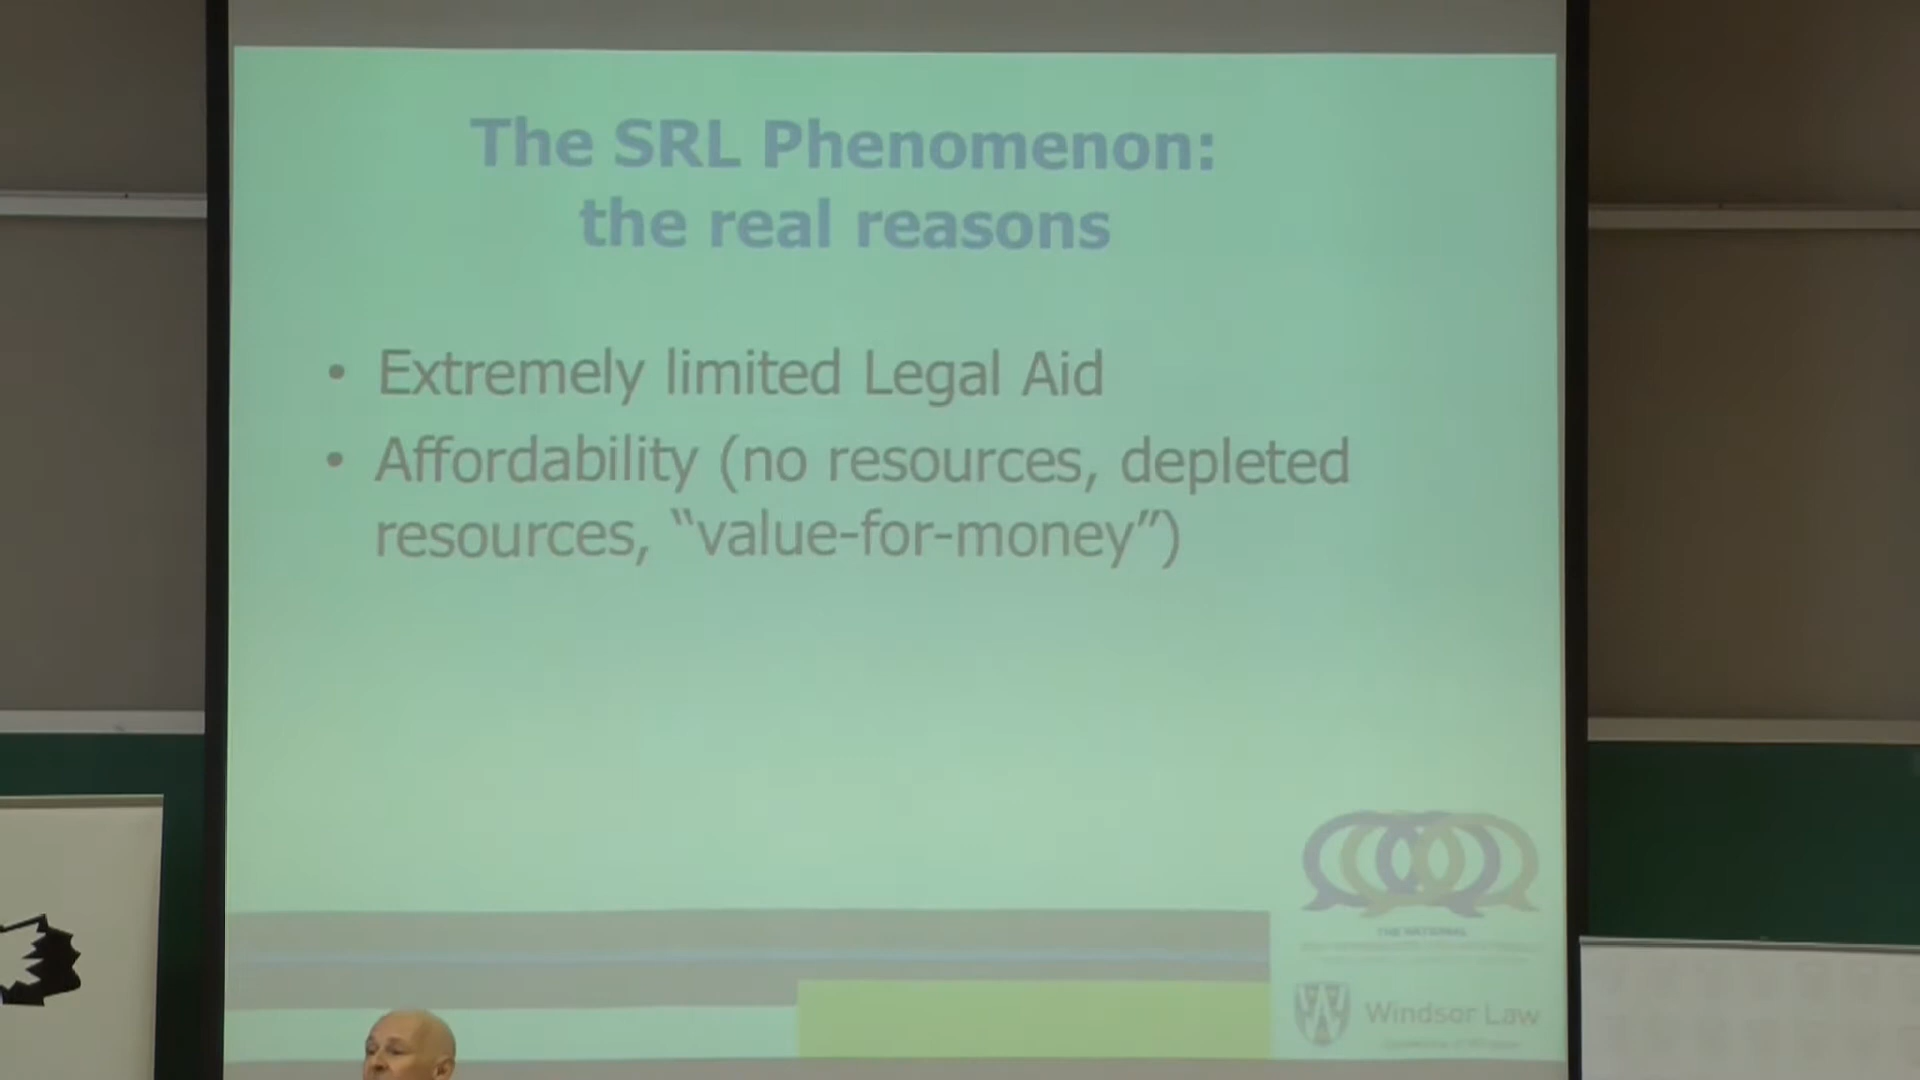 The SRL Phenomenon:
the real reasons
• Extremely limited Legal Aid
• Affordability (no resources, depleted
resources, “value-for-money”)
THE NATIONAL
Windsor Law